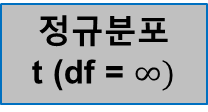 정규분포
t (df = ∞)